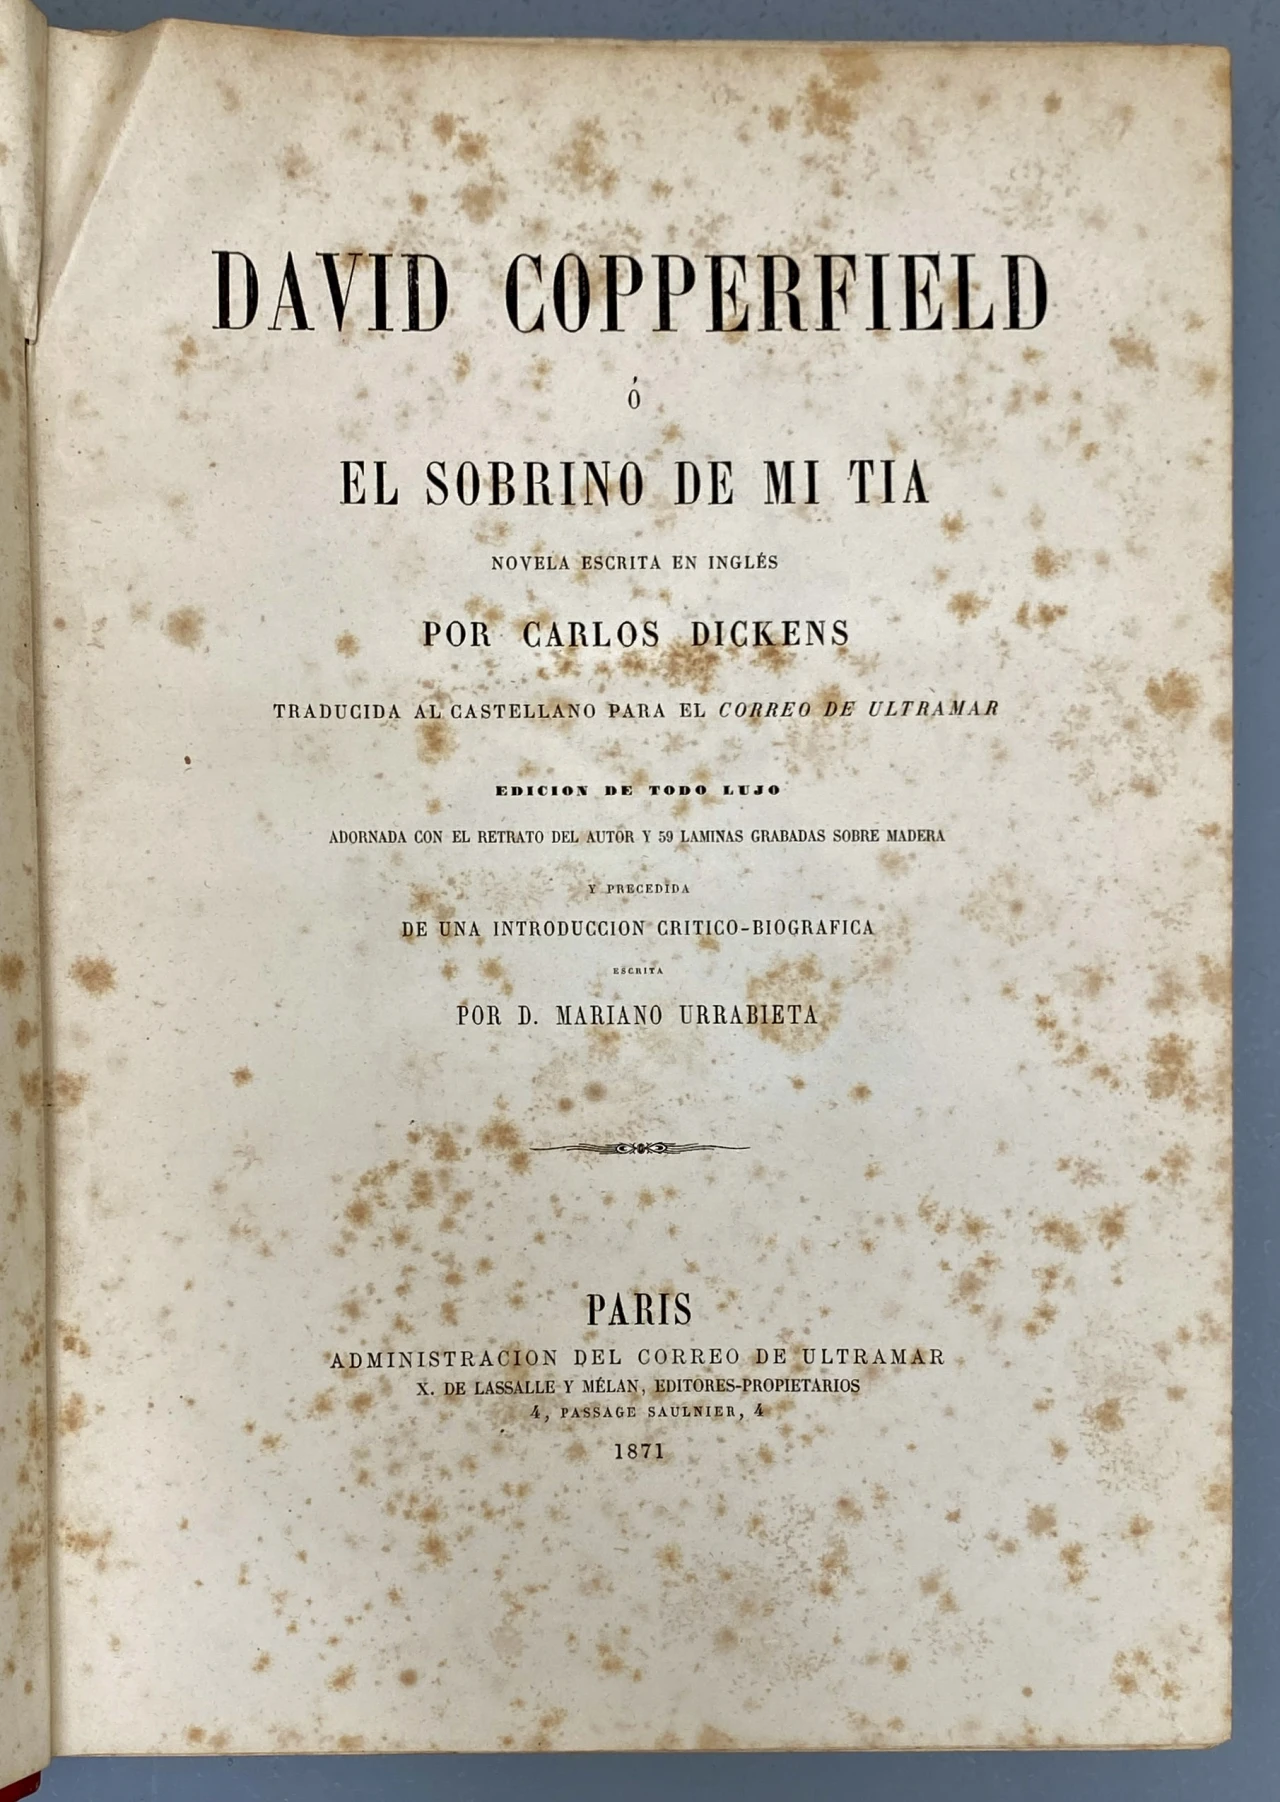 DAVID COPPERFIELD
Ó
EL SOBRINO DE MI TIA
NOVELA ESCRITA EN INGLÉS
POR CARLOS DICKENS
TRADUCIDA AL CASTELLANO PARA EL CORREO DE ULTRAMAR
EDICION DE TODO LUJO
ADORNADA CON EL RETRATO DEL AUTOR Y 59 LAMINAS GRABADAS SOBRE MADERA
Y PRECEDIDA
DE UNA INTRODUCCION CRITICO-BIOGRAFICA
ESCRITA
POR D. MARIANO URRABIETA
PARIS
ADMINISTRACION DEL CORREO DE ULTRAMAR
X. DE LASSALLE Y MÉLAN, EDITORES-PROPIETARIOS
4, PASSAGE SAULNIER, 4
1871